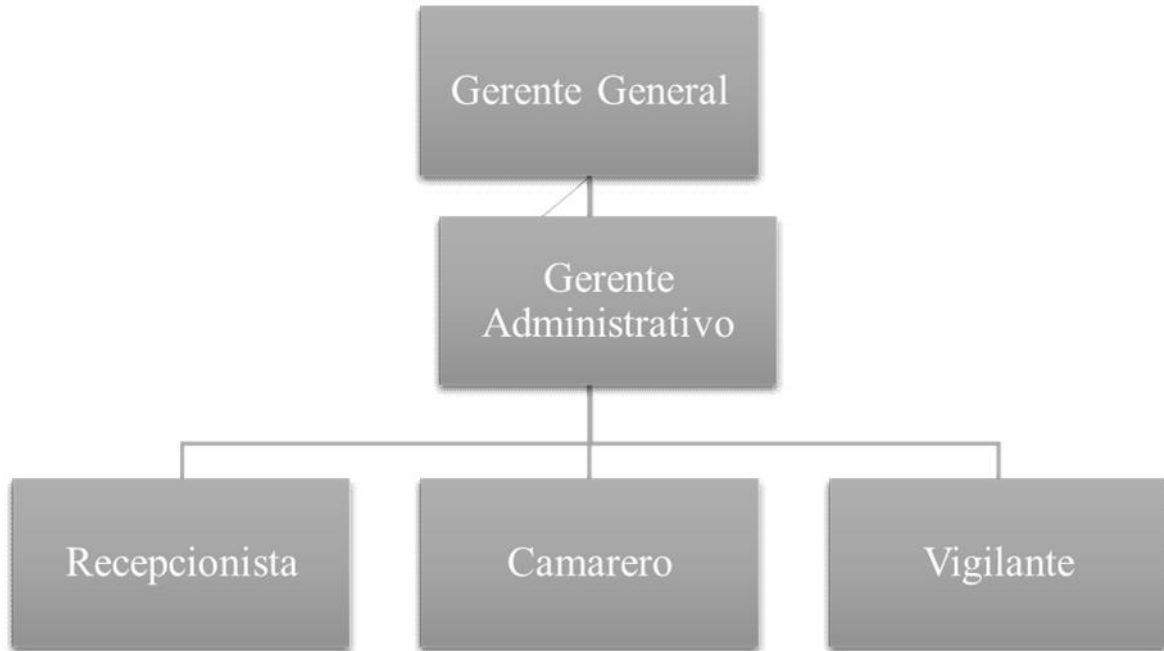 Gerente General
Gerente
Administrativo
Recepcionista
Camarero
Vigilante